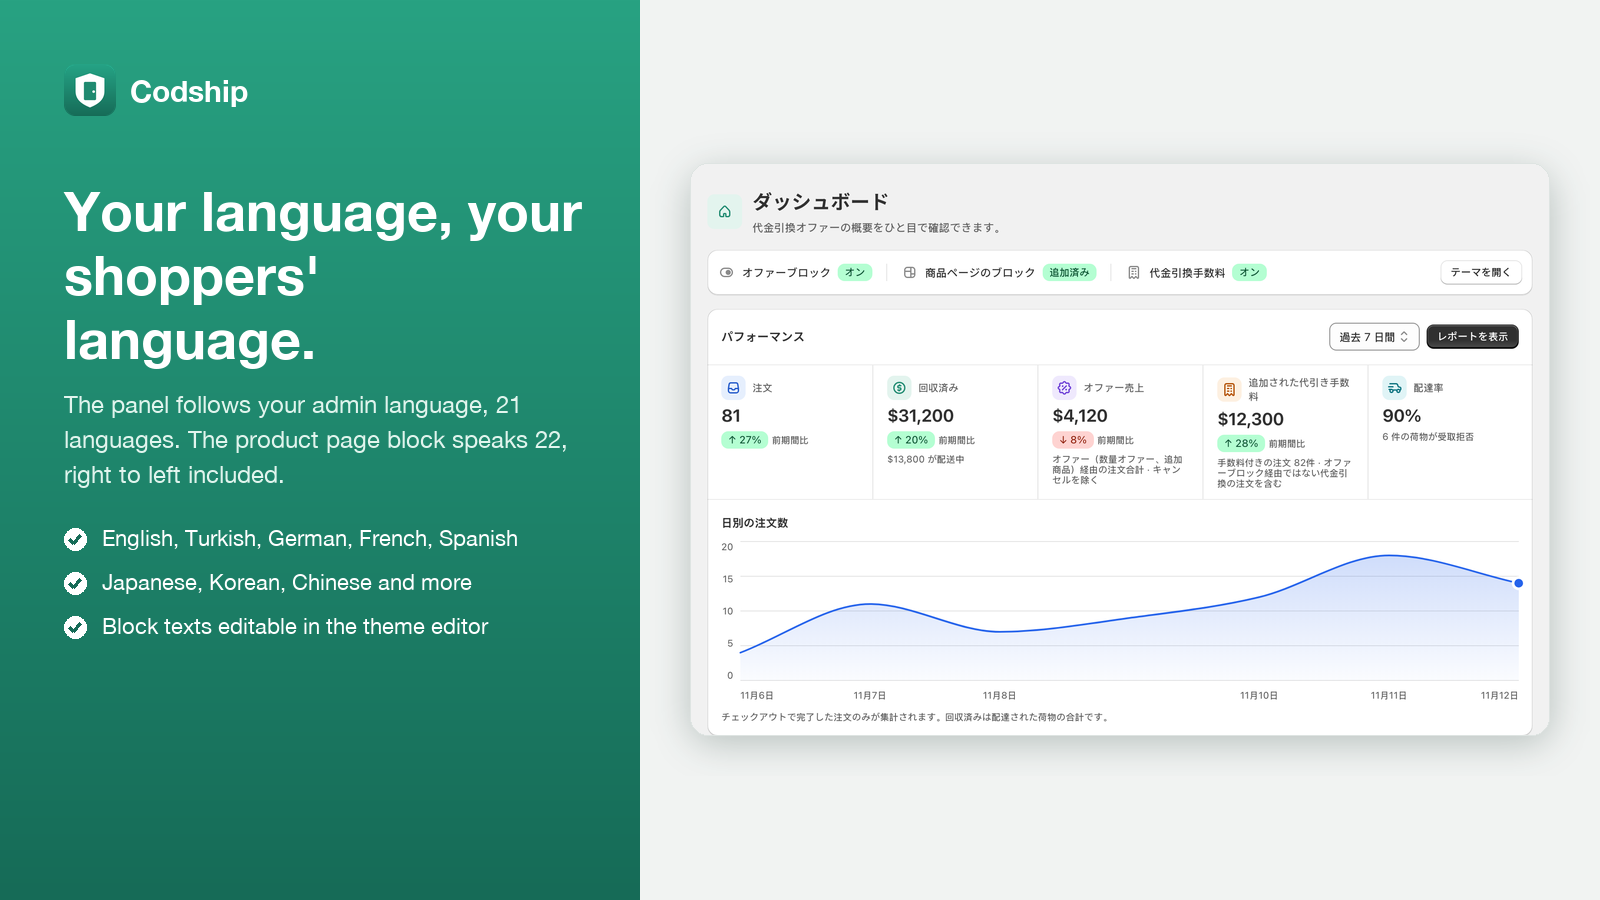 Codship
Your language, your
shoppers'
language.
The panel follows your admin language, 21
languages. The product page block speaks 22,
right to left included.
English, Turkish, German, French, Spanish
Japanese, Korean, Chinese and more
Block texts editable in the theme editor
ダッシュボード
代金引換オファーの概要をひと目で確認できます。
オファーブロック オン 商品ページのブロック 追加済み 代金引換手数料 オン テーマを開く
パフォーマンス 過去 7 日間 レポートを表示
注文
81
↑ 27% 前期間比
回収済み
$31,200
↑ 20% 前期間比
$13,800 が配送中
オファー売上
$4,120
↓ 8% 前期間比
オファー（数量オファー、追加
商品）経由の注文合計 · キャン
セルを除く
追加された代引き手数
料
$12,300
↑ 28% 前期間比
手数料付きの注文 82件 · オファ
ーブロック経由ではない代金引
換の注文を含む
配達率
90%
6 件の荷物が受取拒否
日別の注文数
20
15
10
5
0
11月6日 11月7日 11月8日 11月10日 11月11日 11月12日
チェックアウトで完了した注文のみが集計されます。回収済みは配達された荷物の合計です。